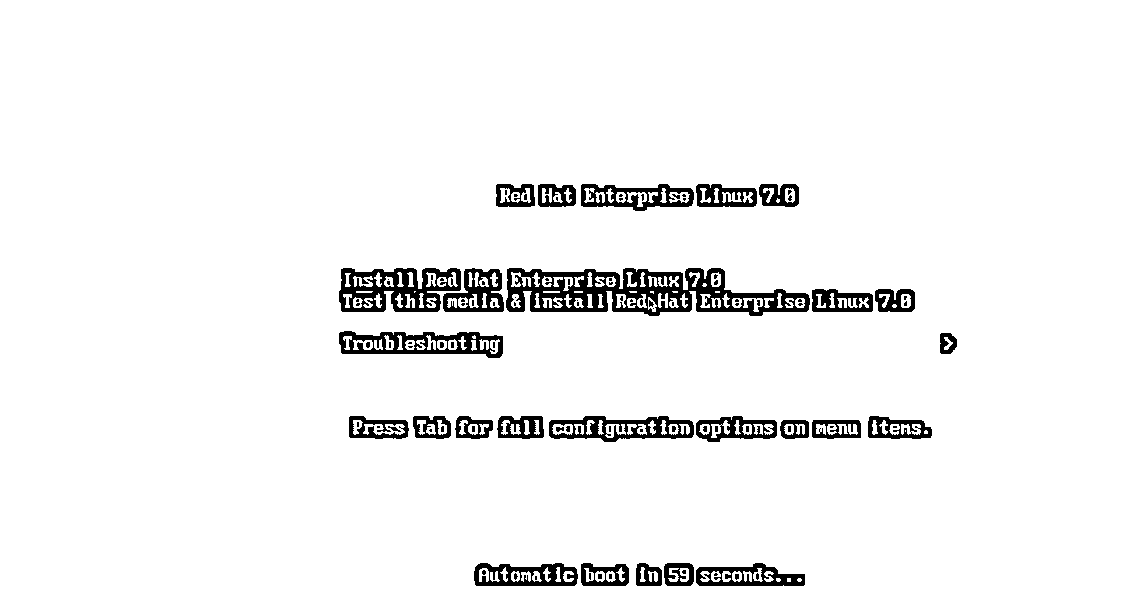 Red Hat Enterprise Linux 7.0
Install Red Hat Enterprise Linux 7.0
Test this media & install Red Hat Enterprise Linux 7.0
Troubleshooting >
Press Tab for full configuration options on menu items.
Automatic boot in 59 seconds...